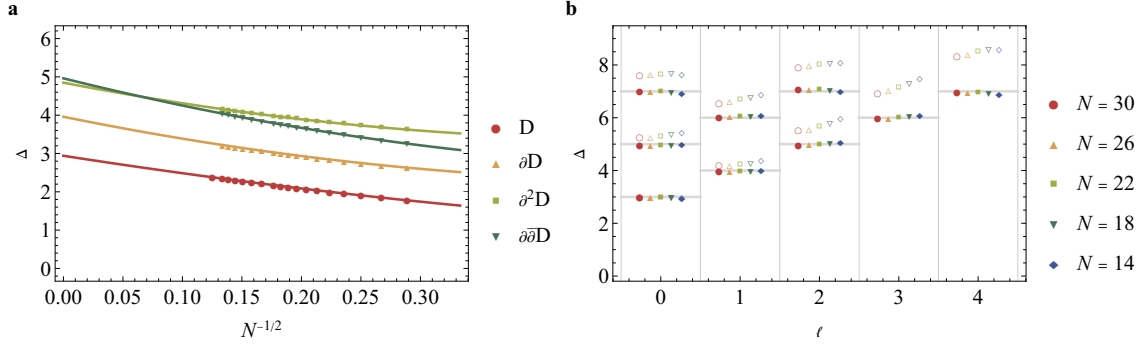 a
6
5
4
3
2
1
0
Δ
0.00 0.05 0.10 0.15 0.20 0.25 0.30
N^{-1/2}
D
∂D
∂²D
∂∂̄D
b
8
6
4
2
0
Δ
0 1 2 3 4
ℓ
N = 30
N = 26
N = 22
N = 18
N = 14